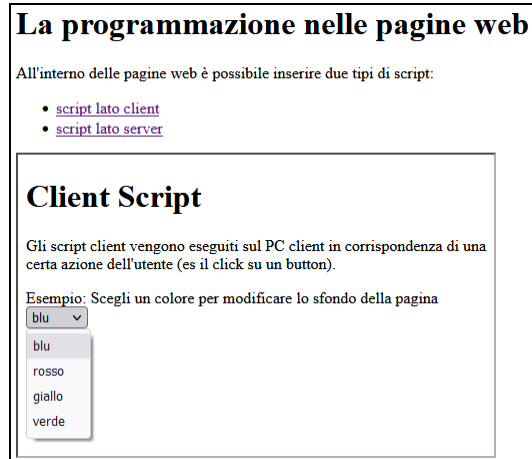 La programmazione nelle pagine web
All'interno delle pagine web è possibile inserire due tipi di script:
script lato client
script lato server
Client Script
Gli script client vengono eseguiti sul PC client in corrispondenza di una
certa azione dell'utente (es il click su un button).
Esempio: Scegli un colore per modificare lo sfondo della pagina
blu
blu
rosso
giallo
verde